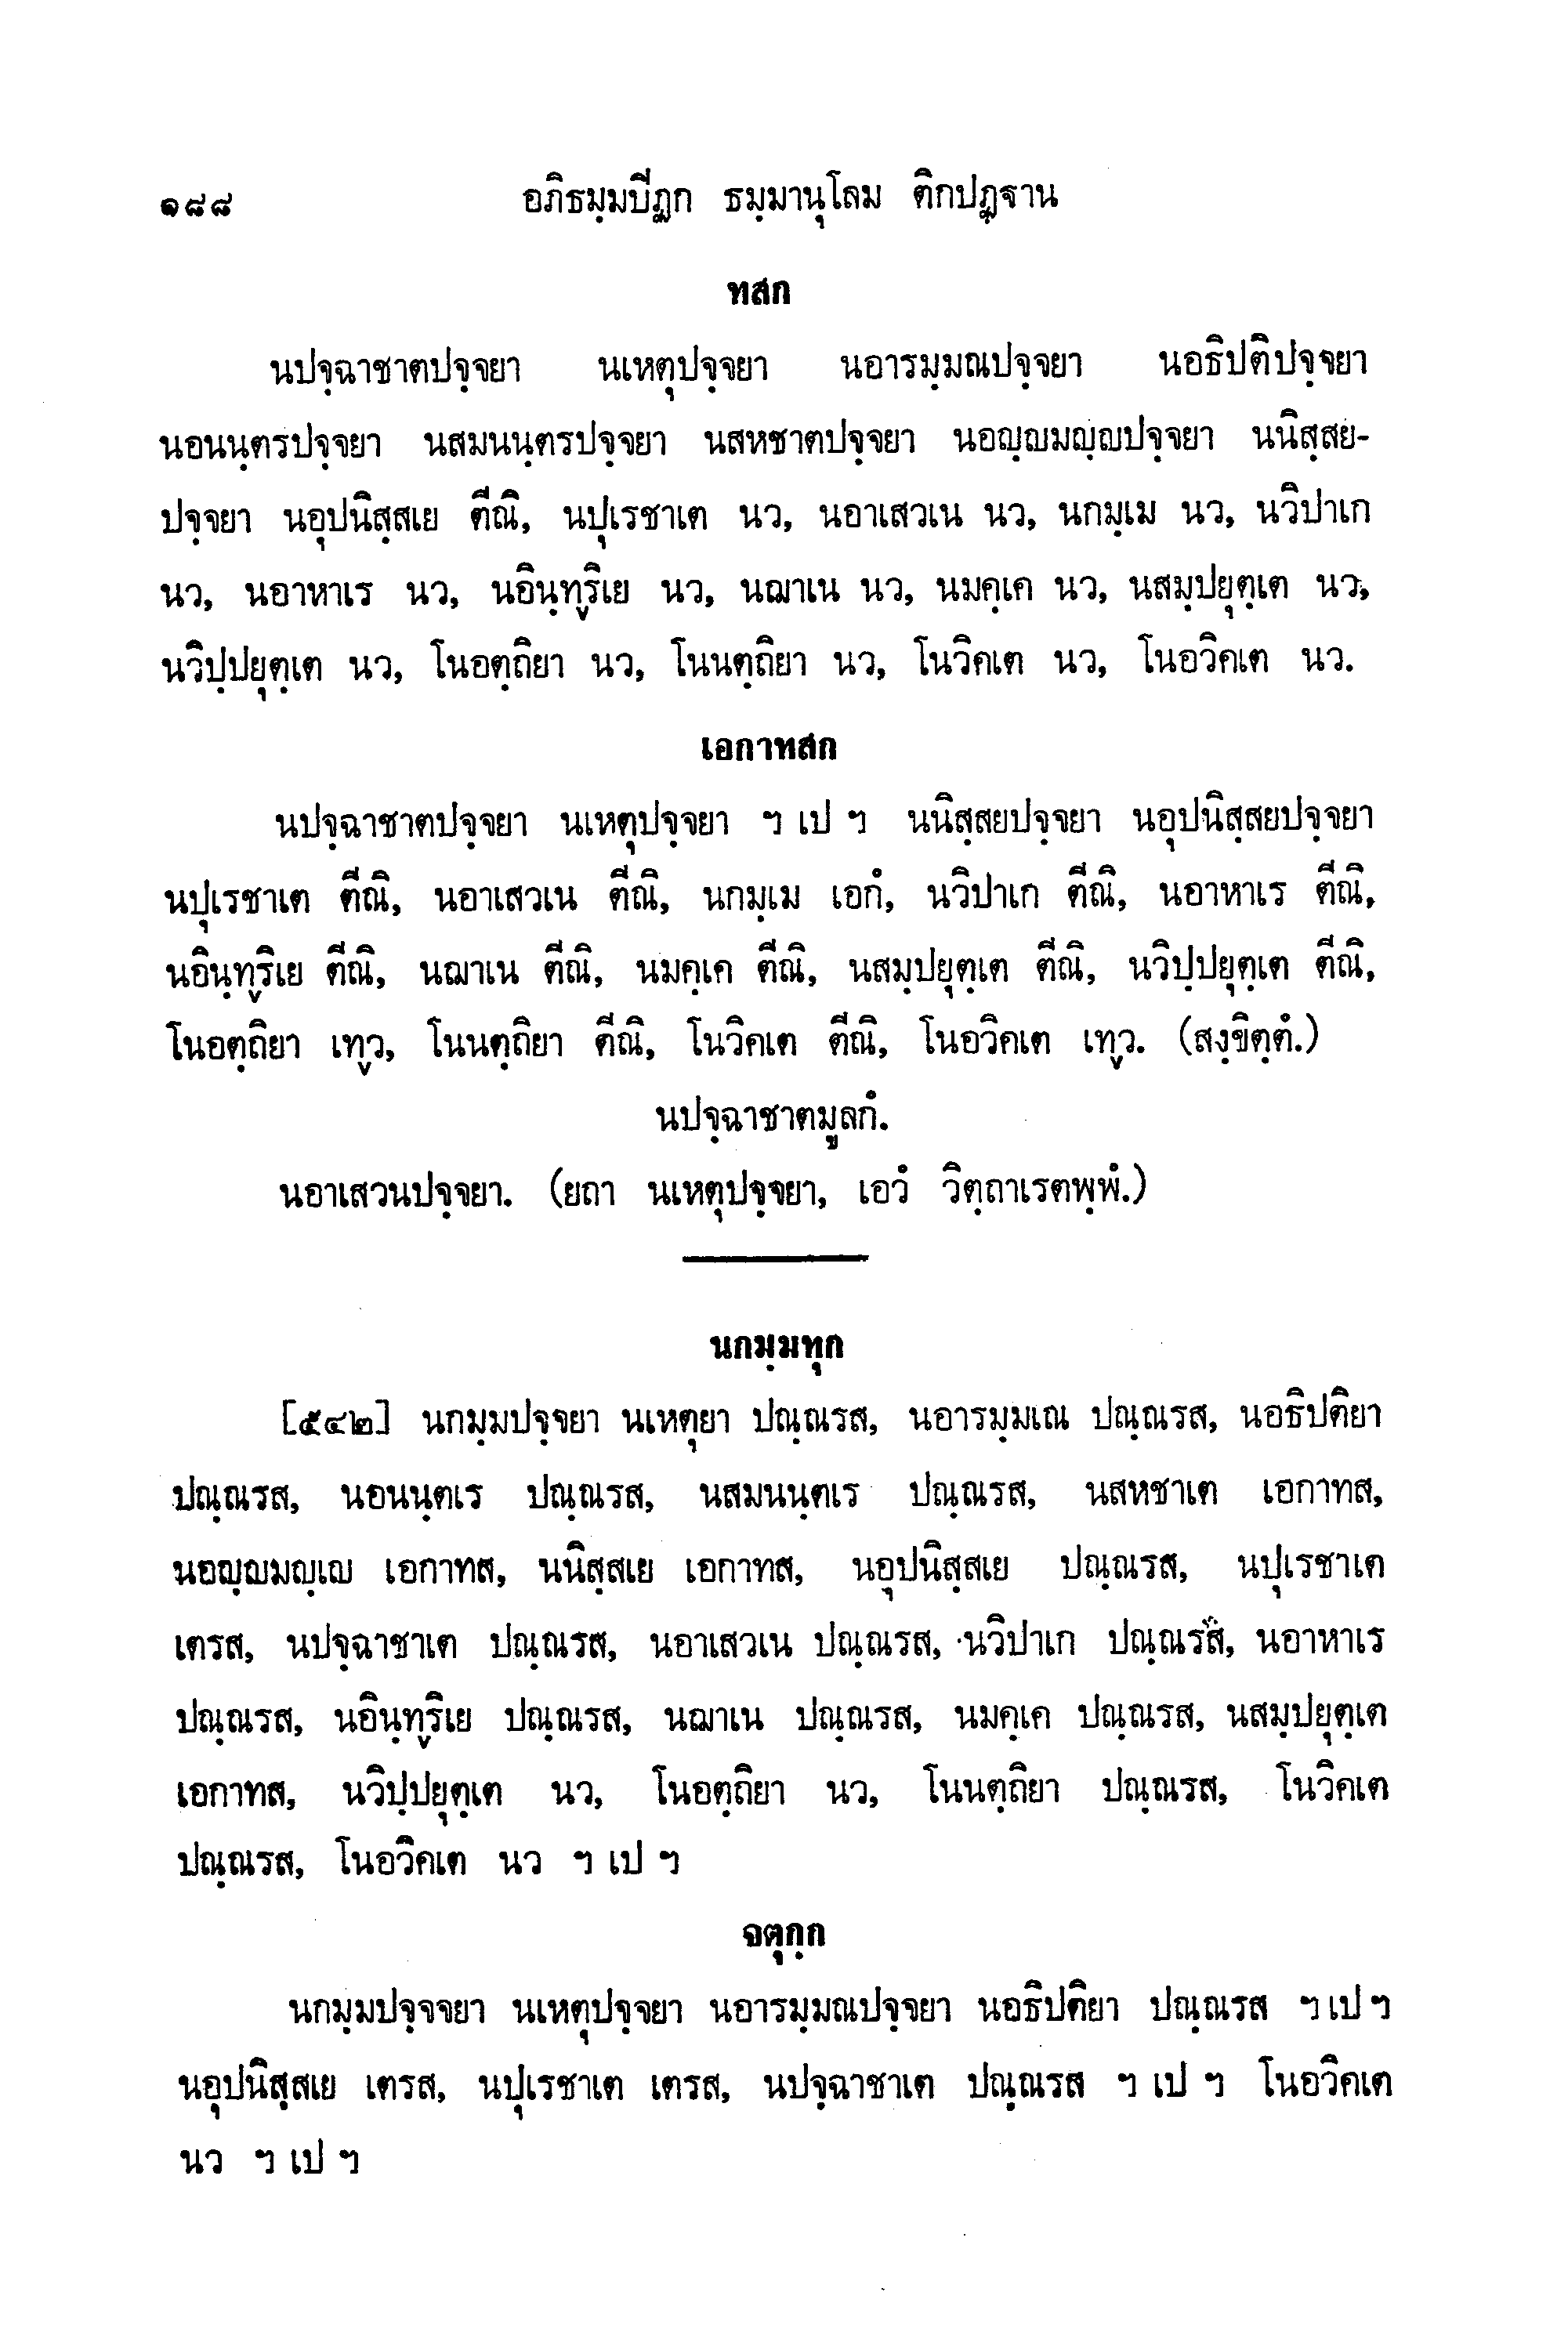 ๑๘๘ อภิธมฺมปีฏก ธมฺมานุโลม ติกปฏฺฐาน
ทสก
นปจฺฉาชาตปจฺจยา นเหตุปจฺจยา นอารมฺมณปจฺจยา นอธิปติปจฺจยา
นอนนฺตรปจฺจยา นสมนนฺตรปจฺจยา นสหชาตปจฺจยา นอญฺญมญฺญปจฺจยา นนิสฺสย-
ปจฺจยา นอุปนิสฺสเย ตีณิ, นปุเรชาเต นว, นอาเสวเน นว, นกมฺเม นว, นวิปาเก
นว, นอาหาเร นว, นอินฺทฺริเย นว, นฌาเน นว, นมคฺเค นว, นสมฺปยุตฺเต นว,
นวิปฺปยุตฺเต นว, โนอตฺถิยา นว, โนนตฺถิยา นว, โนวิคเต นว, โนอวิคเต นว.
เอกาทสก
นปจฺฉาชาตปจฺจยา นเหตุปจฺจยา ฯ เป ฯ นนิสฺสยปจฺจยา นอุปนิสฺสยปจฺจยา
นปุเรชาเต ตีณิ, นอาเสวเน ตีณิ, นกมฺเม เอกํ, นวิปาเก ตีณิ, นอาหาเร ตีณิ,
นอินฺทฺริเย ตีณิ, นฌาเน ตีณิ, นมคฺเค ตีณิ, นสมฺปยุตฺเต ตีณิ, นวิปฺปยุตฺเต ตีณิ,
โนอตฺถิยา เทฺว, โนนตฺถิยา ตีณิ, โนวิคเต ตีณิ, โนอวิคเต เทฺว. (สงฺขิตฺตํ.)
นปจฺฉาชาตมูลกํ.
นอาเสวนปจฺจยา. (ยถา นเหตุปจฺจยา, เอวํ วิตฺถาเรตพฺพํ.)
นกมฺมทุก
[๕๔๒] นกมฺมปจฺจยา นเหตุยา ปณฺณรส, นอารมฺมเณ ปณฺณรส, นอธิปติยา
ปณฺณรส, นอนนฺตเร ปณฺณรส, นสมนนฺตเร ปณฺณรส, นสหชาเต เอกาทส,
นอญฺญมญฺเญ เอกาทส, นนิสฺสเย เอกาทส, นอุปนิสฺสเย ปณฺณรส, นปุเรชาเต
เตรส, นปจฺฉาชาเต ปณฺณรส, นอาเสวเน ปณฺณรส, นวิปาเก ปณฺณรส, นอาหาเร
ปณฺณรส, นอินฺทฺริเย ปณฺณรส, นฌาเน ปณฺณรส, นมคฺเค ปณฺณรส, นสมฺปยุตฺเต
เอกาทส, นวิปฺปยุตฺเต นว, โนอตฺถิยา นว, โนนตฺถิยา ปณฺณรส, โนวิคเต
ปณฺณรส, โนอวิคเต นว ฯ เป ฯ
จตุกฺก
นกมฺมปจฺจจยา นเหตุปจฺจยา นอารมฺมณปจฺจยา นอธิปติยา ปณฺณรส ฯ เป ฯ
นอุปนิสฺสเย เตรส, นปุเรชาเต เตรส, นปจฺฉาชาเต ปณฺณรส ฯ เป ฯ โนอวิคเต
นว ฯ เป ฯ